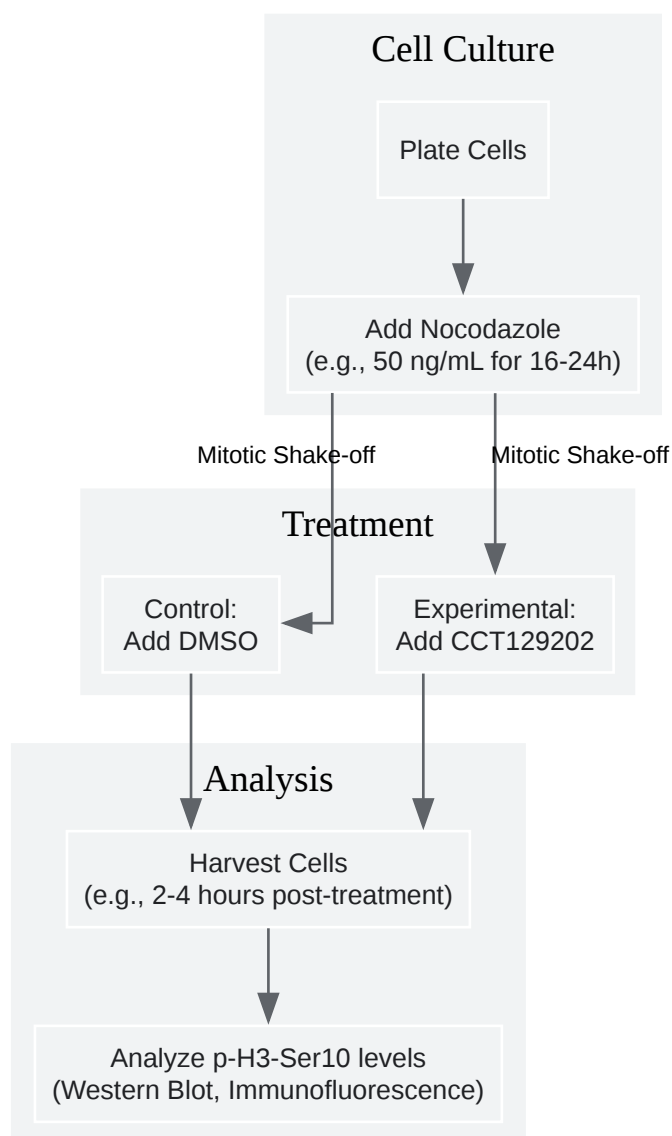 Cell Culture
Plate Cells
Add Nocodazole
(e.g., 50 ng/mL for 16-24h)
Mitotic Shake-off
Mitotic Shake-off
Treatment
Control:
Add DMSO
Experimental:
Add CCT129202
Analysis
Harvest Cells
(e.g., 2-4 hours post-treatment)
Analyze p-H3-Ser10 levels
(Western Blot, Immunofluorescence)